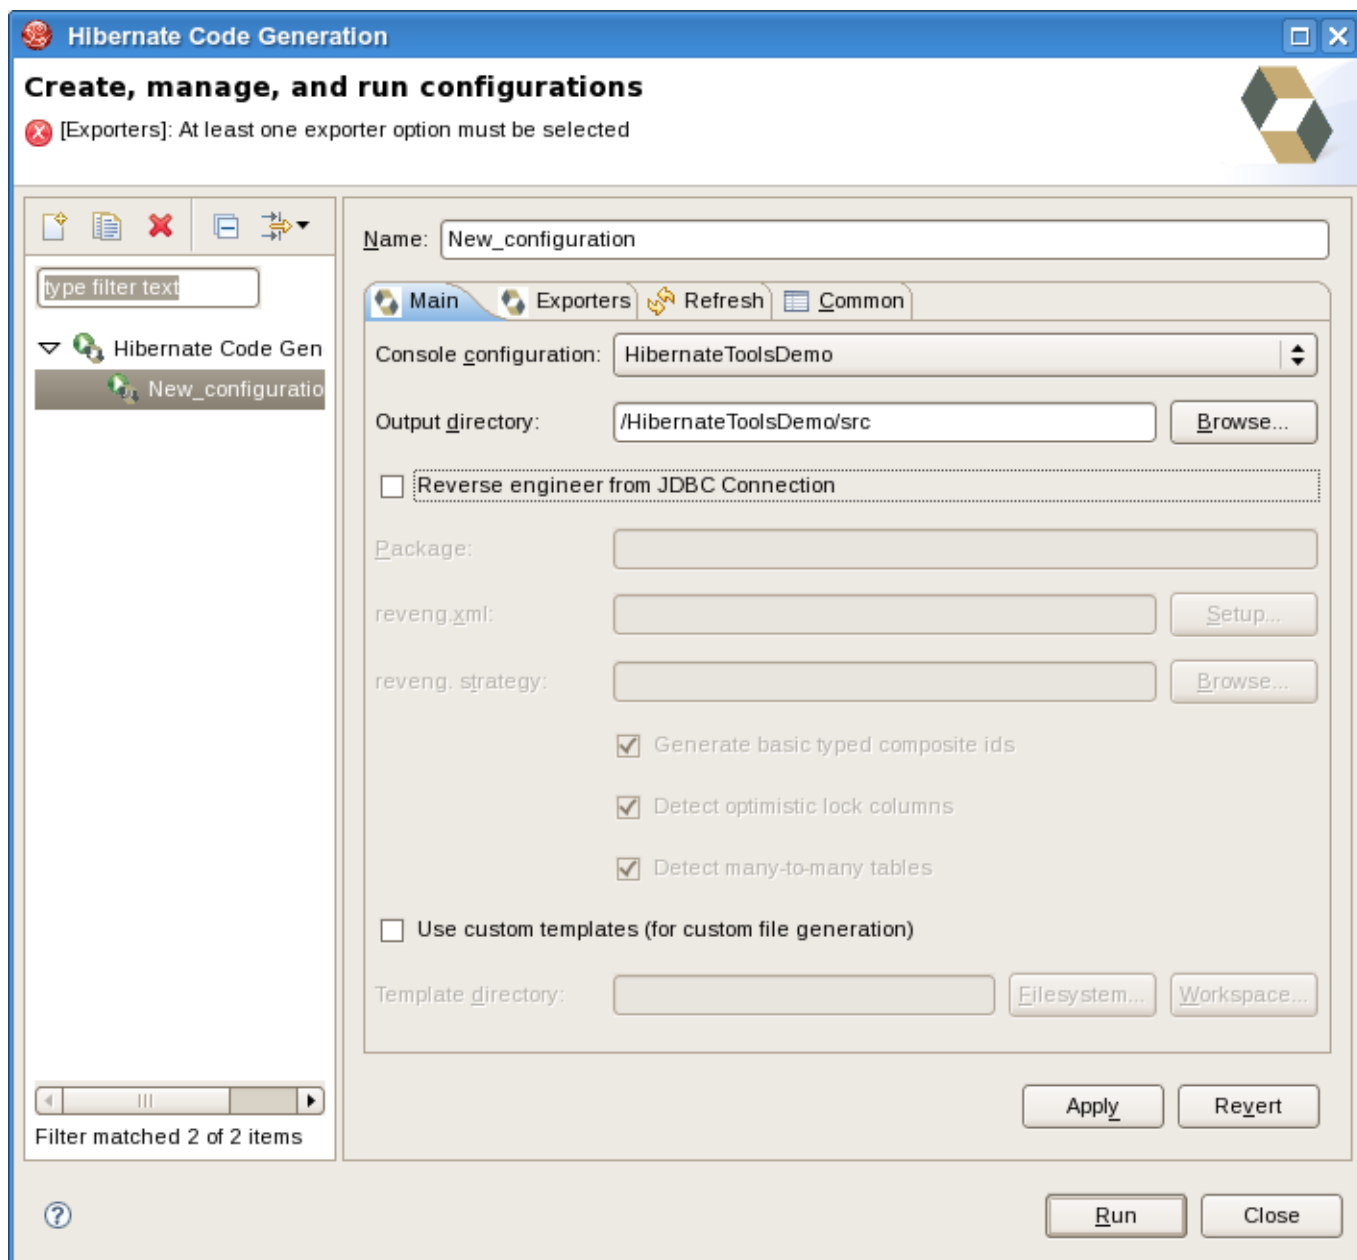 Hibernate Code Generation
Create, manage, and run configurations
[Exporters]: At least one exporter option must be selected
type filter text
Hibernate Code Gen
New_configuratio
Filter matched 2 of 2 items
Name: New_configuration
Main Exporters Refresh Common
Console configuration: HibernateToolsDemo
Output directory: /HibernateToolsDemo/src Browse...
Reverse engineer from JDBC Connection
Package:
reveng.xml: Setup...
reveng. strategy: Browse...
Generate basic typed composite ids
Detect optimistic lock columns
Detect many-to-many tables
Use custom templates (for custom file generation)
Template directory: Filesystem... Workspace...
Apply Revert
? Run Close